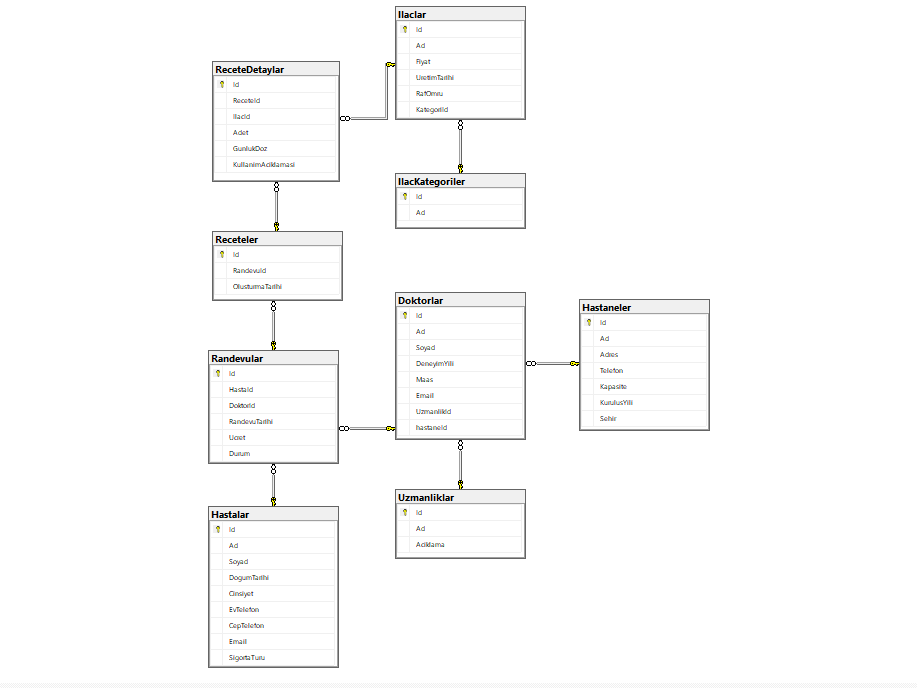 Ilaclar
Id
Ad
Fiyat
UretimTarihi
RafOmru
KategoriId
ReceteDetaylar
Id
ReceteId
IlacId
Adet
GunlukDoz
KullanimAciklamasi
IlacKategoriler
Id
Ad
Receteler
Id
RandevuId
OlusturmaTarihi
Doktorlar
Id
Ad
Soyad
DeneyimYili
Maas
Email
UzmanlikId
hastaneId
Hastaneler
Id
Ad
Adres
Telefon
Kapasite
KurulusYili
Sehir
Randevular
Id
HastaId
DoktorId
RandevuTarihi
Ucret
Durum
Uzmanliklar
Id
Ad
Aciklama
Hastalar
Id
Ad
Soyad
DogumTarihi
Cinsiyet
EvTelefon
CepTelefon
Email
SigortaTuru